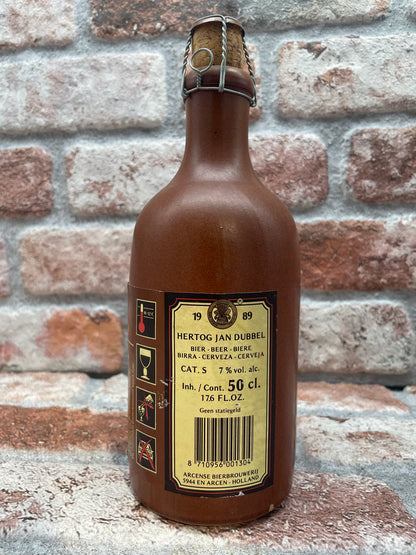 19 89
HERTOG JAN DUBBEL
BIER - BEER - BIERE
BIRRA - CERVEZA - CERVEJA
CAT. S 7 % vol. alc.
Inh. / Cont. 50 cl.
17.6 FL.OZ.
Geen statiegeld
8 710956 001304
ARCENSE BIERBROUWERIJ
5944 EN ARCEN - HOLLAND